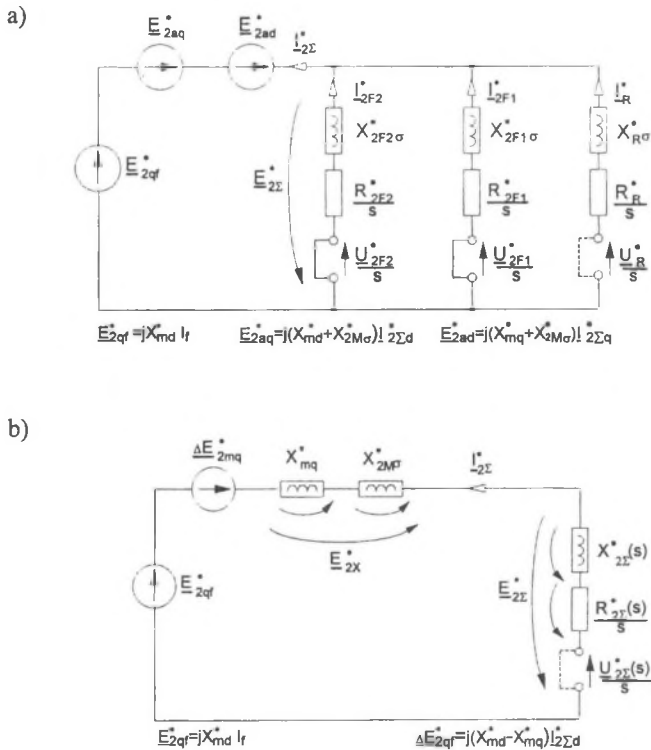 a)
E*2aq E*2ad I*2Σ
I*2F2 I*2F1 I*R
X*2F2σ X*2F1σ X*Rσ
E*2qf
E*2Σ
R*2F2/s R*2F1/s R*R/s
U*2F2/s U*2F1/s U*R/s
E*2qf =jX*md If E*2aq=j(X*md+X*2Mσ)I*2Σd E*2ad=j(X*mq+X*2Mσ)I*2Σq
b)
ΔE*2mq X*mq X*2Mσ I*2Σ
E*2X
X*2Σ(s)
E*2qf
E*2Σ
R*2Σ(s)/s
U*2Σ(s)/s
E*2qf=jX*md If ΔE*2qf=j(X*md-X*mq)I*2Σd